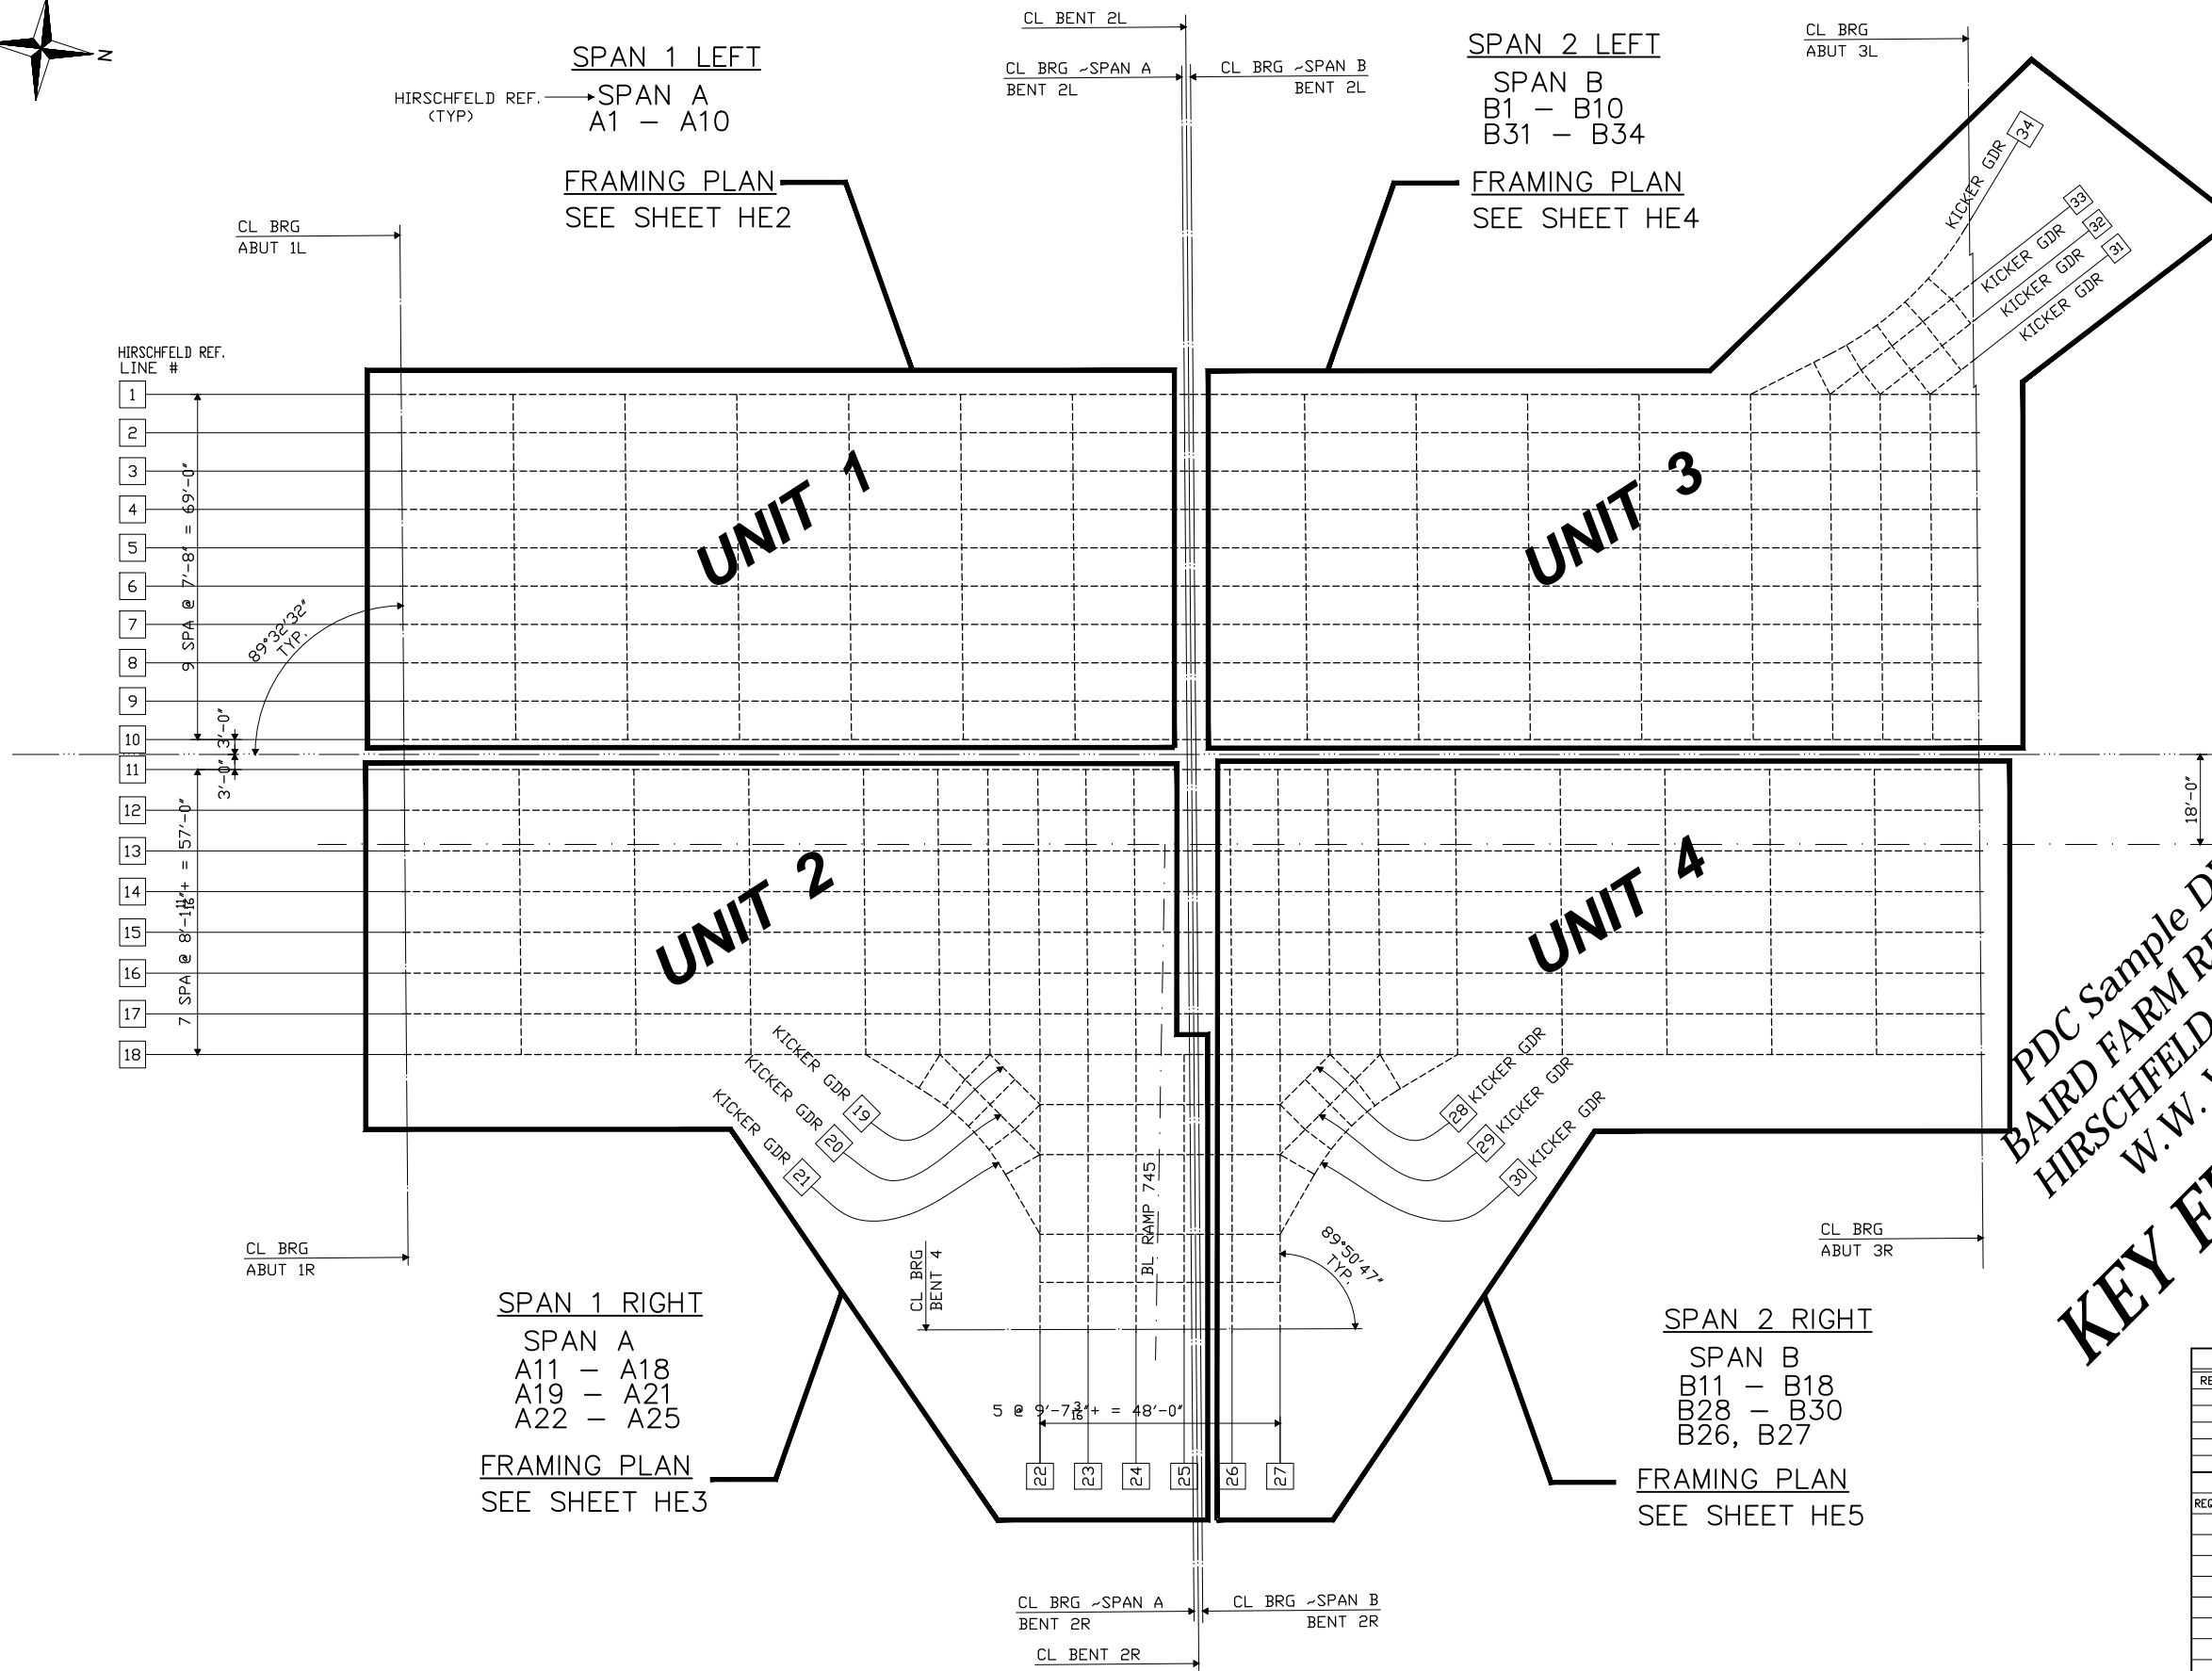 N
CL BENT 2L
CL BRG ~SPAN A
BENT 2L
CL BRG ~SPAN B
BENT 2L
CL BRG
ABUT 3L
SPAN 1 LEFT
HIRSCHFELD REF.
(TYP)
SPAN A
A1 - A10
FRAMING PLAN
SEE SHEET HE2
SPAN 2 LEFT
SPAN B
B1 - B10
B31 - B34
FRAMING PLAN
SEE SHEET HE4
KICKER GDR 34
KICKER GDR 33
KICKER GDR 32
KICKER GDR 31
CL BRG
ABUT 1L
HIRSCHFELD REF.
LINE #
1
2
3
4
5
6
7
8
9
10
11
12
13
14
15
16
17
18
9 SPA @ 7'-8" = 69'-0"
89°32'32"
TYP.
3'-0"
3'-0"
7 SPA @ 8'-1 11/16"+ = 57'-0"
UNIT 1
UNIT 3
UNIT 2
UNIT 4
18'-0"
KICKER GDR 19
KICKER GDR 20
KICKER GDR 21
28 KICKER GDR
29 KICKER GDR
30 KICKER GDR
BL RAMP 745
CL BRG
BENT 4
89°50'47"
TYP.
CL BRG
ABUT 1R
CL BRG
ABUT 3R
SPAN 1 RIGHT
SPAN A
A11 - A18
A19 - A21
A22 - A25
FRAMING PLAN
SEE SHEET HE3
SPAN 2 RIGHT
SPAN B
B11 - B18
B28 - B30
B26, B27
FRAMING PLAN
SEE SHEET HE5
5 @ 9'-7 3/16"+ = 48'-0"
22
23
24
25
26
27
CL BRG ~SPAN A
BENT 2R
CL BRG ~SPAN B
BENT 2R
CL BENT 2R
PDC Sample
BAIRD FARM
HIRSCHFELD
W.W.
KEY